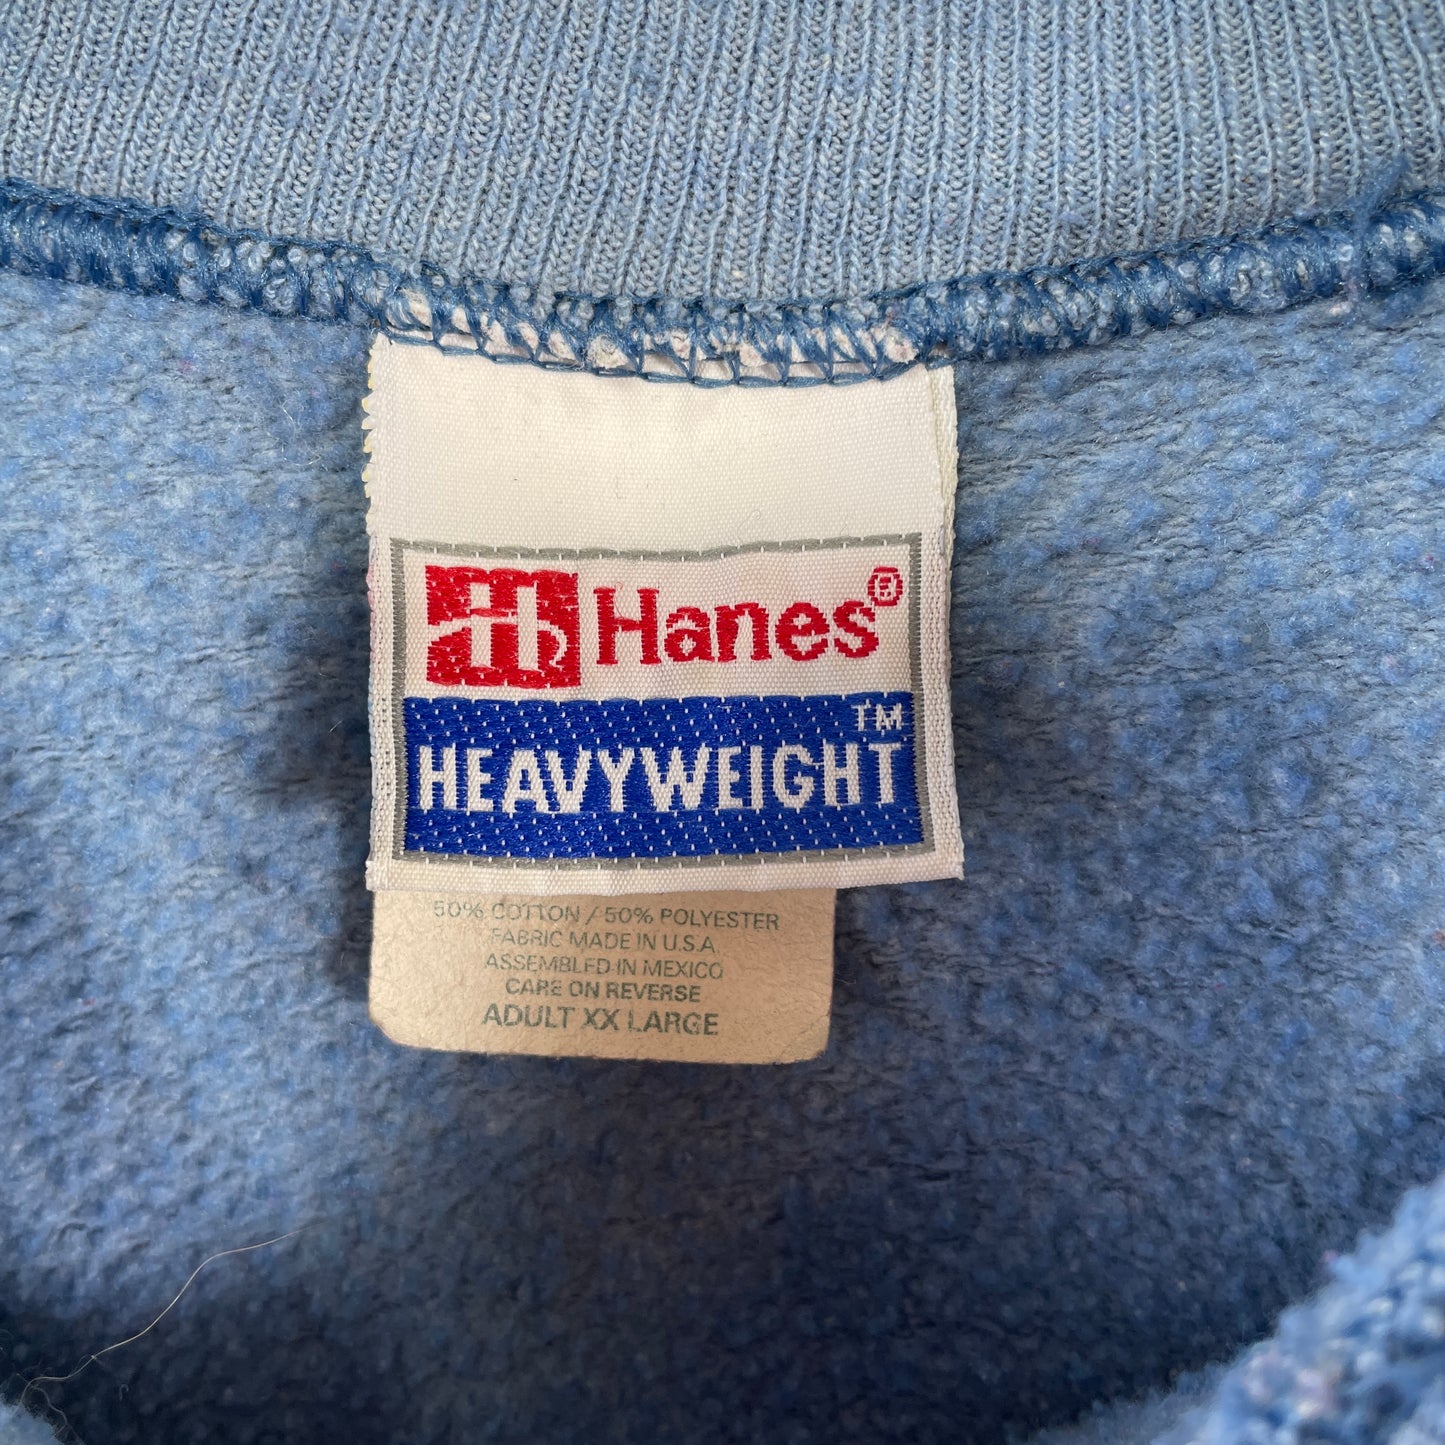 Hanes®
HEAVYWEIGHT™
50% COTTON / 50% POLYESTER
FABRIC MADE IN U.S.A.
ASSEMBLED IN MEXICO
CARE ON REVERSE
ADULT XX LARGE